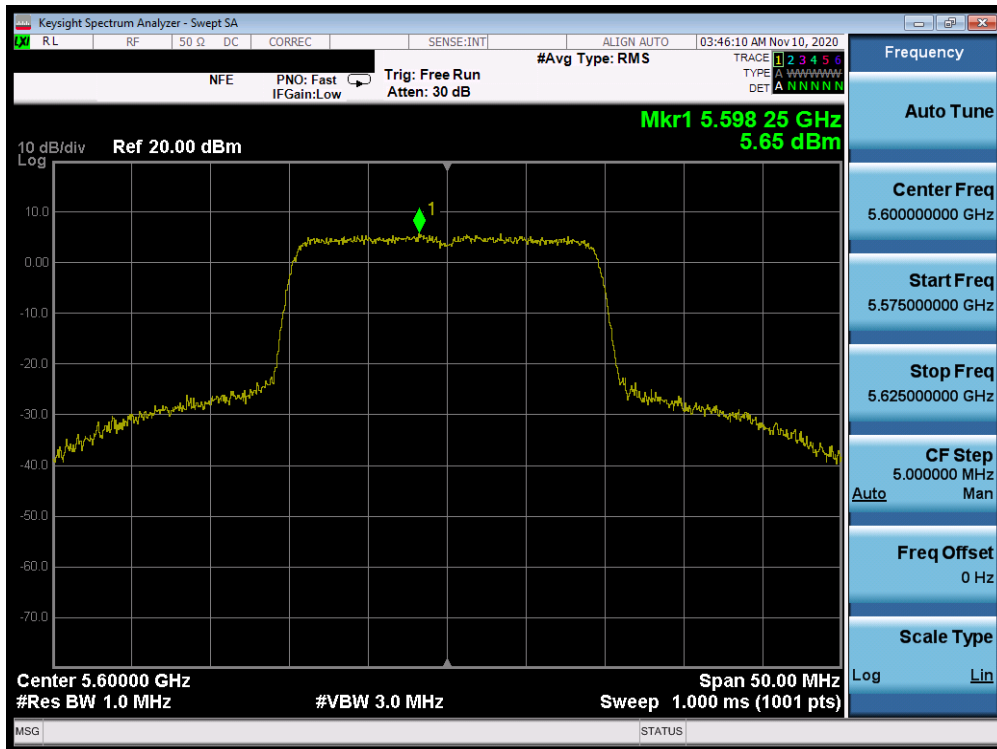 Keysight Spectrum Analyzer - Swept SA
LXI RL RF 50 Ω DC CORREC SENSE:INT ALIGN AUTO 03:46:10 AM Nov 10, 2020
NFE PNO: Fast Trig: Free Run #Avg Type: RMS TRACE 1 2 3 4 5 6
IFGain:Low Atten: 30 dB TYPE A WWWWW
DET A N N N N N
Mkr1 5.598 25 GHz
5.65 dBm
10 dB/div Ref 20.00 dBm
Log
1
10.0
0.00
-10.0
-20.0
-30.0
-40.0
-50.0
-60.0
-70.0
Center 5.60000 GHz Span 50.00 MHz
#Res BW 1.0 MHz #VBW 3.0 MHz Sweep 1.000 ms (1001 pts)
MSG STATUS
Frequency
Auto Tune
Center Freq
5.600000000 GHz
Start Freq
5.575000000 GHz
Stop Freq
5.625000000 GHz
CF Step
5.000000 MHz
Auto Man
Freq Offset
0 Hz
Scale Type
Log Lin